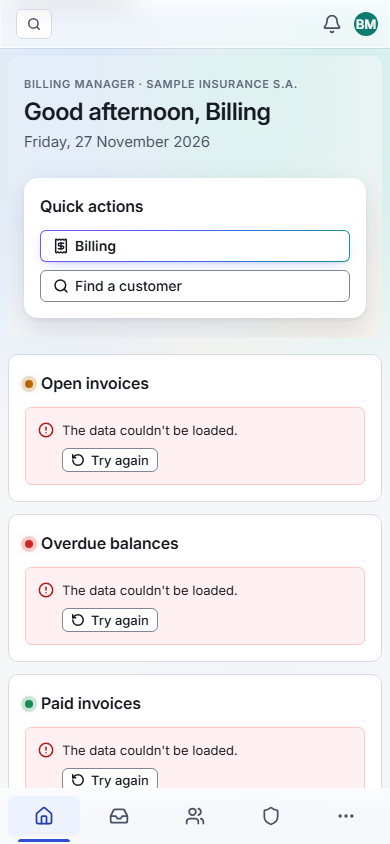 BM
BILLING MANAGER · SAMPLE INSURANCE S.A.
Good afternoon, Billing
Friday, 27 November 2026
Quick actions
Billing
Find a customer
Open invoices
The data couldn't be loaded.
Try again
Overdue balances
The data couldn't be loaded.
Try again
Paid invoices
The data couldn't be loaded.
Try again